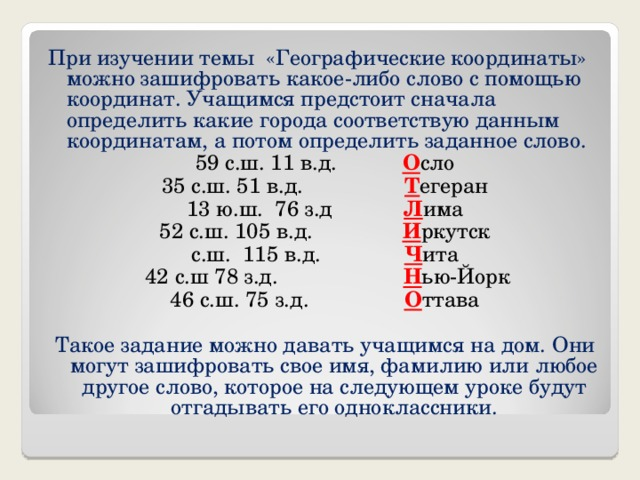 При изучении темы «Географические координаты»
можно зашифровать какое-либо слово с помощью
координат. Учащимся предстоит сначала
определить какие города соответствую данным
координатам, а потом определить заданное слово.
59 с.ш. 11 в.д. Осло
35 с.ш. 51 в.д. Тегеран
13 ю.ш. 76 з.д Лима
52 с.ш. 105 в.д. Иркутск
с.ш. 115 в.д. Чита
42 с.ш 78 з.д. Нью-Йорк
46 с.ш. 75 з.д. Оттава
Такое задание можно давать учащимся на дом. Они
могут зашифровать свое имя, фамилию или любое
другое слово, которое на следующем уроке будут
отгадывать его одноклассники.